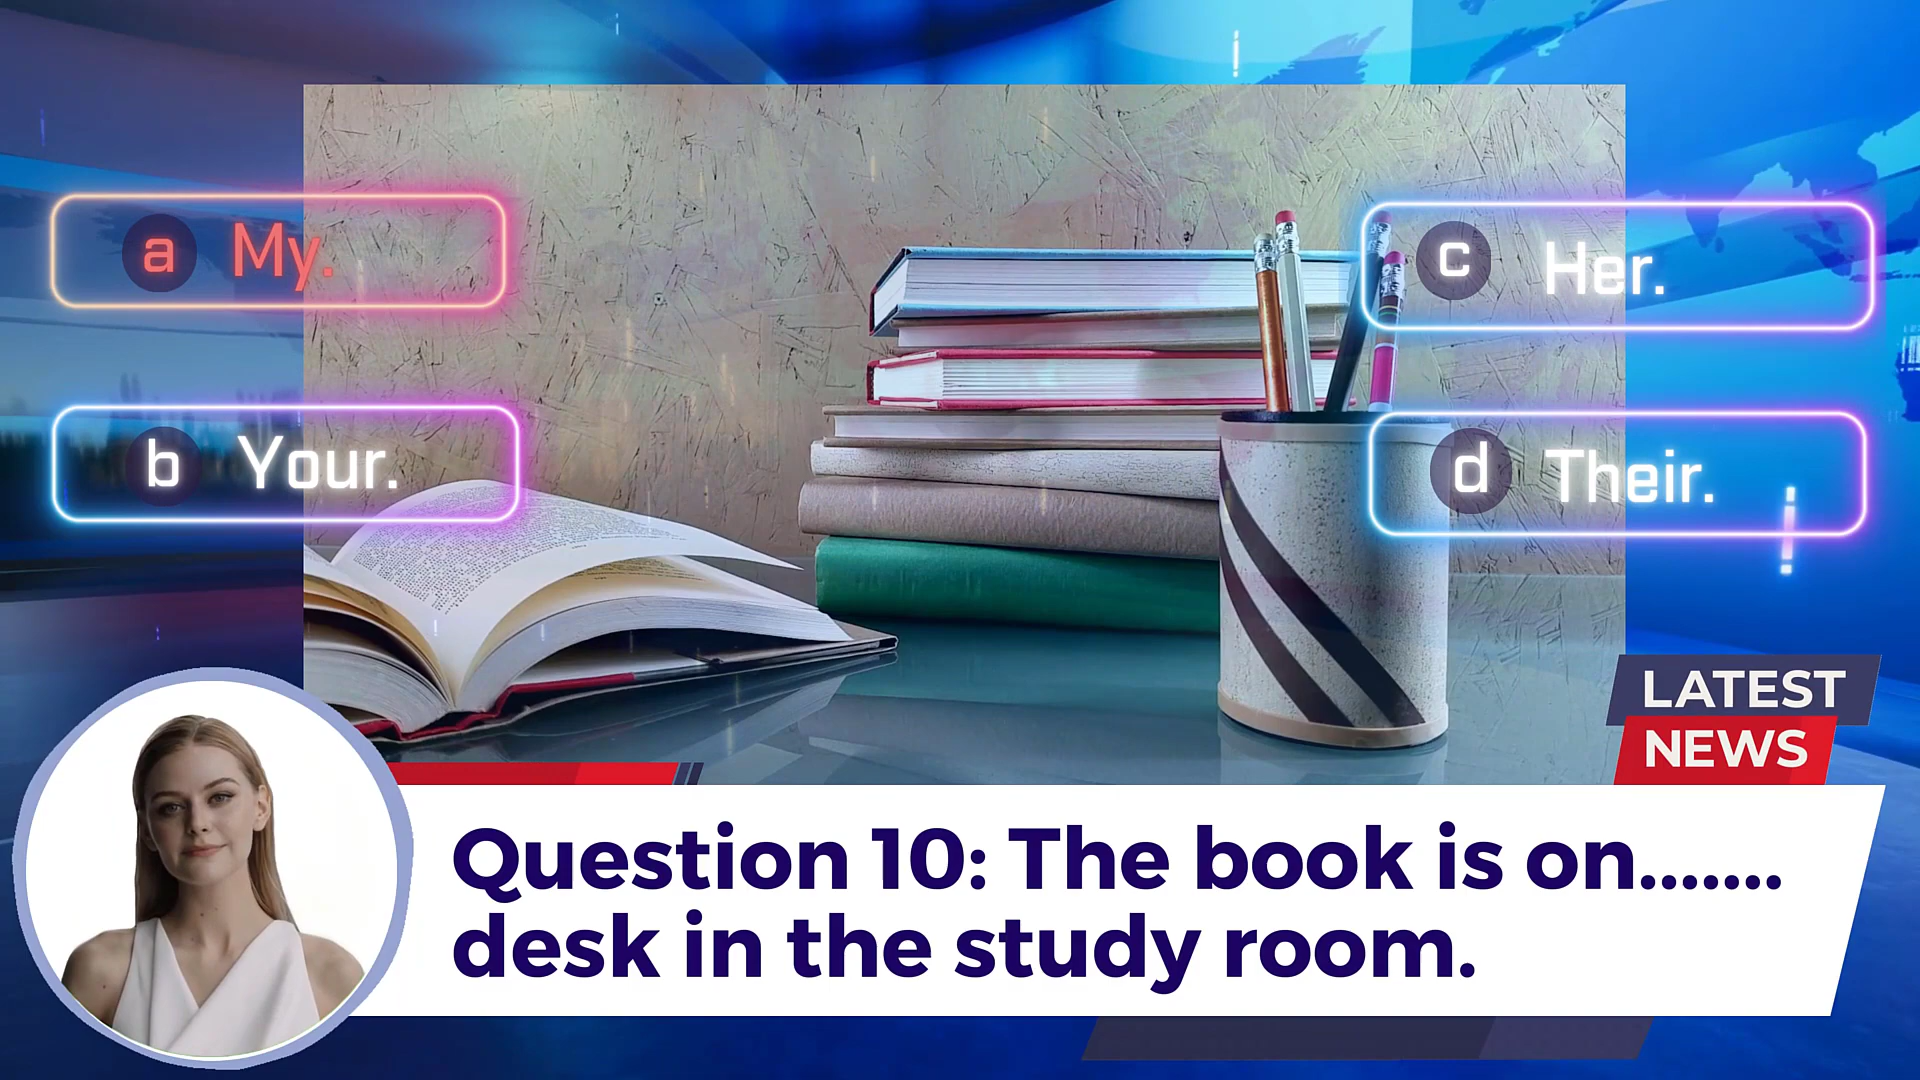 a My.
b Your.
c Her.
d Their.
LATEST
NEWS
Question 10: The book is on.......
desk in the study room.